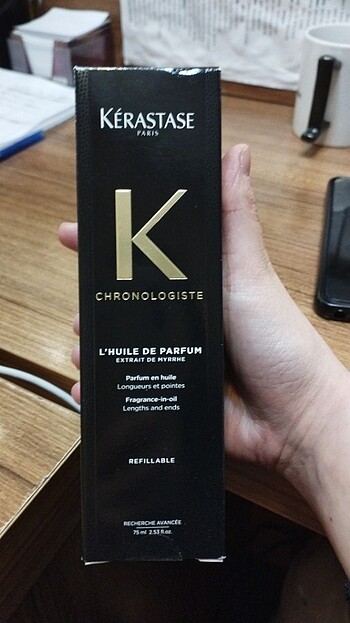 KÉRASTASE
PARIS
K
CHRONOLOGISTE
L'HUILE DE PARFUM
EXTRAIT DE MYRRHE
Parfum en huile
Longueurs et pointes
Fragrance-in-oil
Lengths and ends
REFILLABLE
RECHERCHE AVANCÉE
75 ml 2.53 fl.oz.